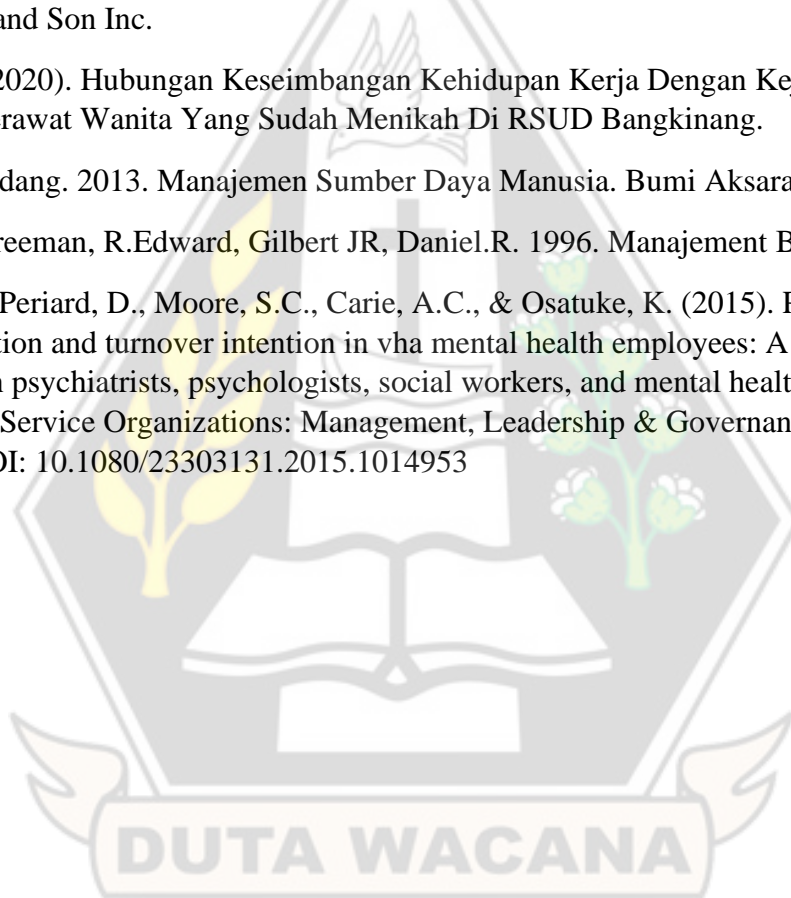 and Son Inc.
2020). Hubungan Keseimbangan Kehidupan Kerja Dengan Kej
erawat Wanita Yang Sudah Menikah Di RSUD Bangkinang.
dang. 2013. Manajemen Sumber Daya Manusia. Bumi Aksara
reeman, R.Edward, Gilbert JR, Daniel.R. 1996. Manajement B
Periard, D., Moore, S.C., Carie, A.C., & Osatuke, K. (2015).
tion and turnover intention in vha mental health employees: A
psychiatrists, psychologists, social workers, and mental healt
Service Organizations: Management, Leadership & Governan
OI: 10.1080/23303131.2015.1014953
DUTA WACANA